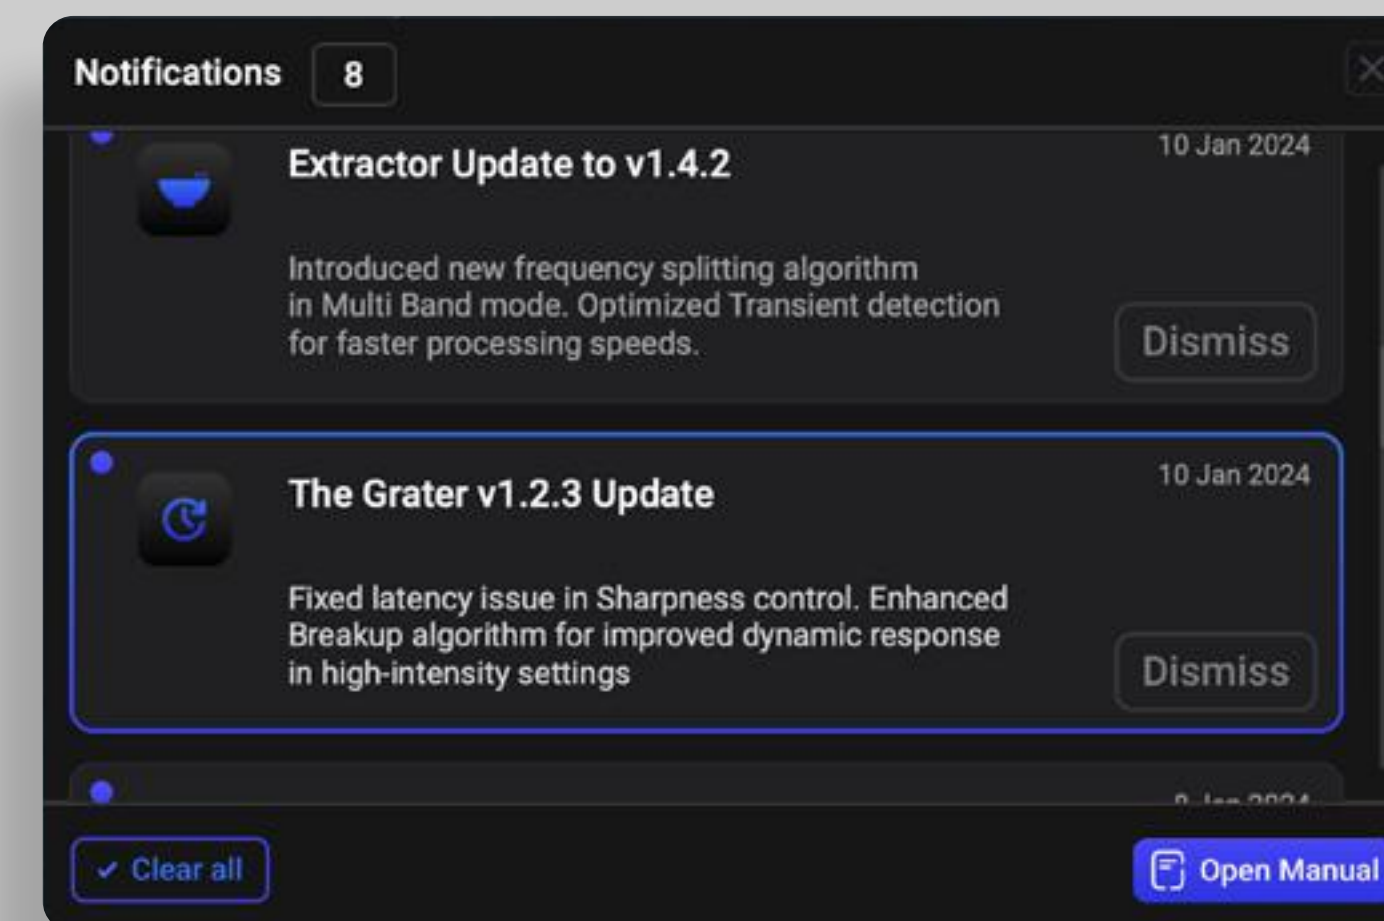 Notifications
8
10 Jan 2024
Extractor Update to v1.4.2
Introduced new frequency splitting algorithm
in Multi Band mode. Optimized Transient detection
for faster processing speeds.
Dismiss
10 Jan 2024
The Grater v1.2.3 Update
Fixed latency issue in Sharpness control. Enhanced
Breakup algorithm for improved dynamic response
in high-intensity settings
Dismiss
Clear all
Open Manual